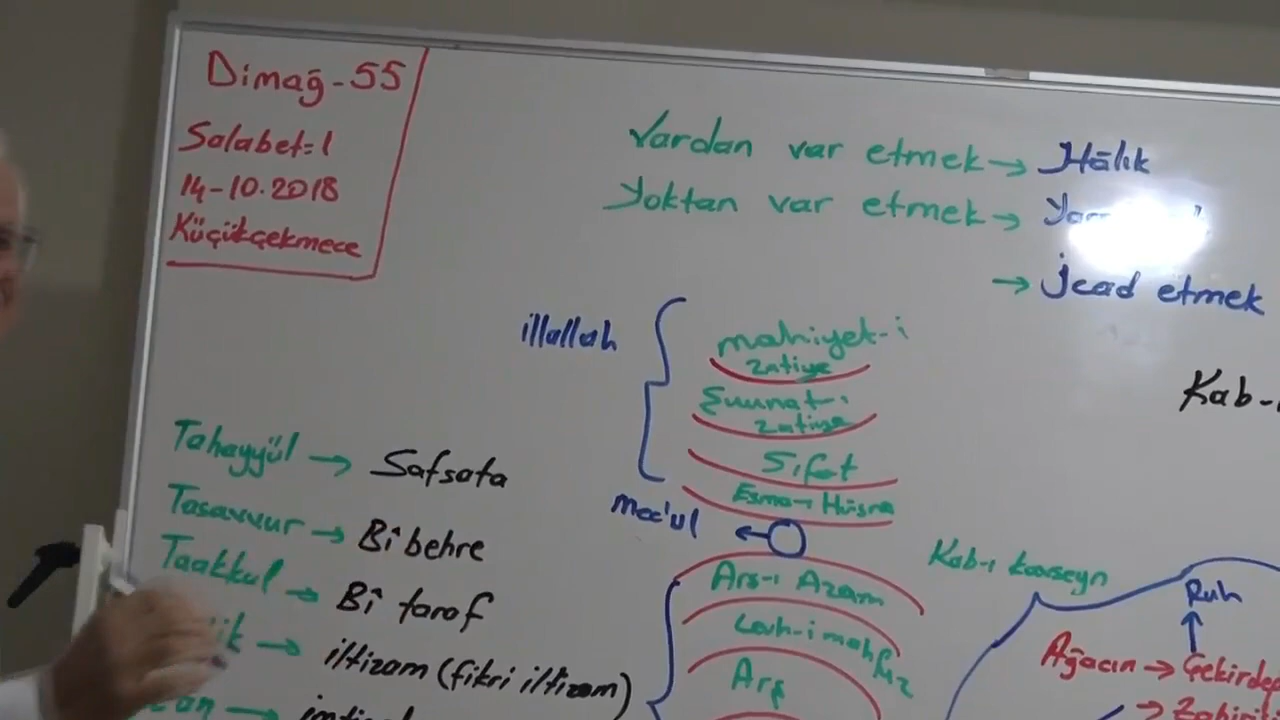 Dimağ-55
Salabet=1
14-10.2018
Küçükçekmece
Vardan var etmek → Hâlık
Yoktan var etmek →
→ İcad etmek
illallah
mahiyet-i
zatiye
Şuunat-ı
zatiye
Sıfat
Esma-ı Hüsna
Mec'ul
Arş-ı Azam
Levh-i mahfuz
Arş
Tahayyül → Safsata
Tasavvur → Bî behre
Taakkul → Bî taraf
→ iltizam (fikri iltizam)
Kab-ı kavseyn
Ruh
Ağacın →